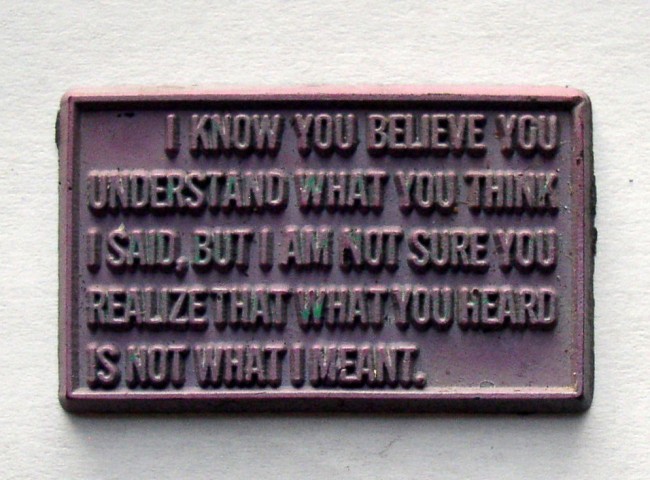 I KNOW YOU BELIEVE YOU
UNDERSTAND WHAT YOU THINK
I SAID, BUT I AM NOT SURE YOU
REALIZE THAT WHAT YOU HEARD
IS NOT WHAT I MEANT.